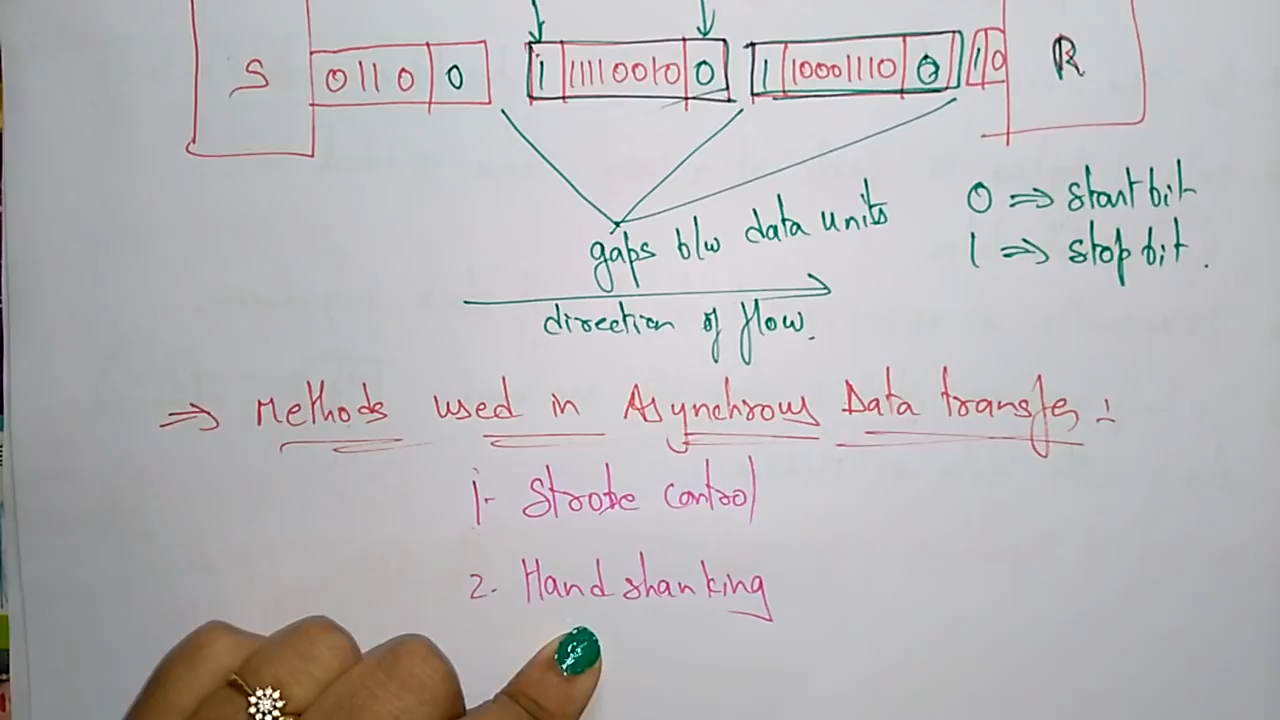 S 0110 0 1 11110010 0 1 10001110 0 1 0 R
0 ⇒ start bit
1 ⇒ stop bit.
gaps b/w data units
direction of flow.
⇒ Methods used in Asynchrous Data transfer :
1- Strobe control
2. Hand shanking